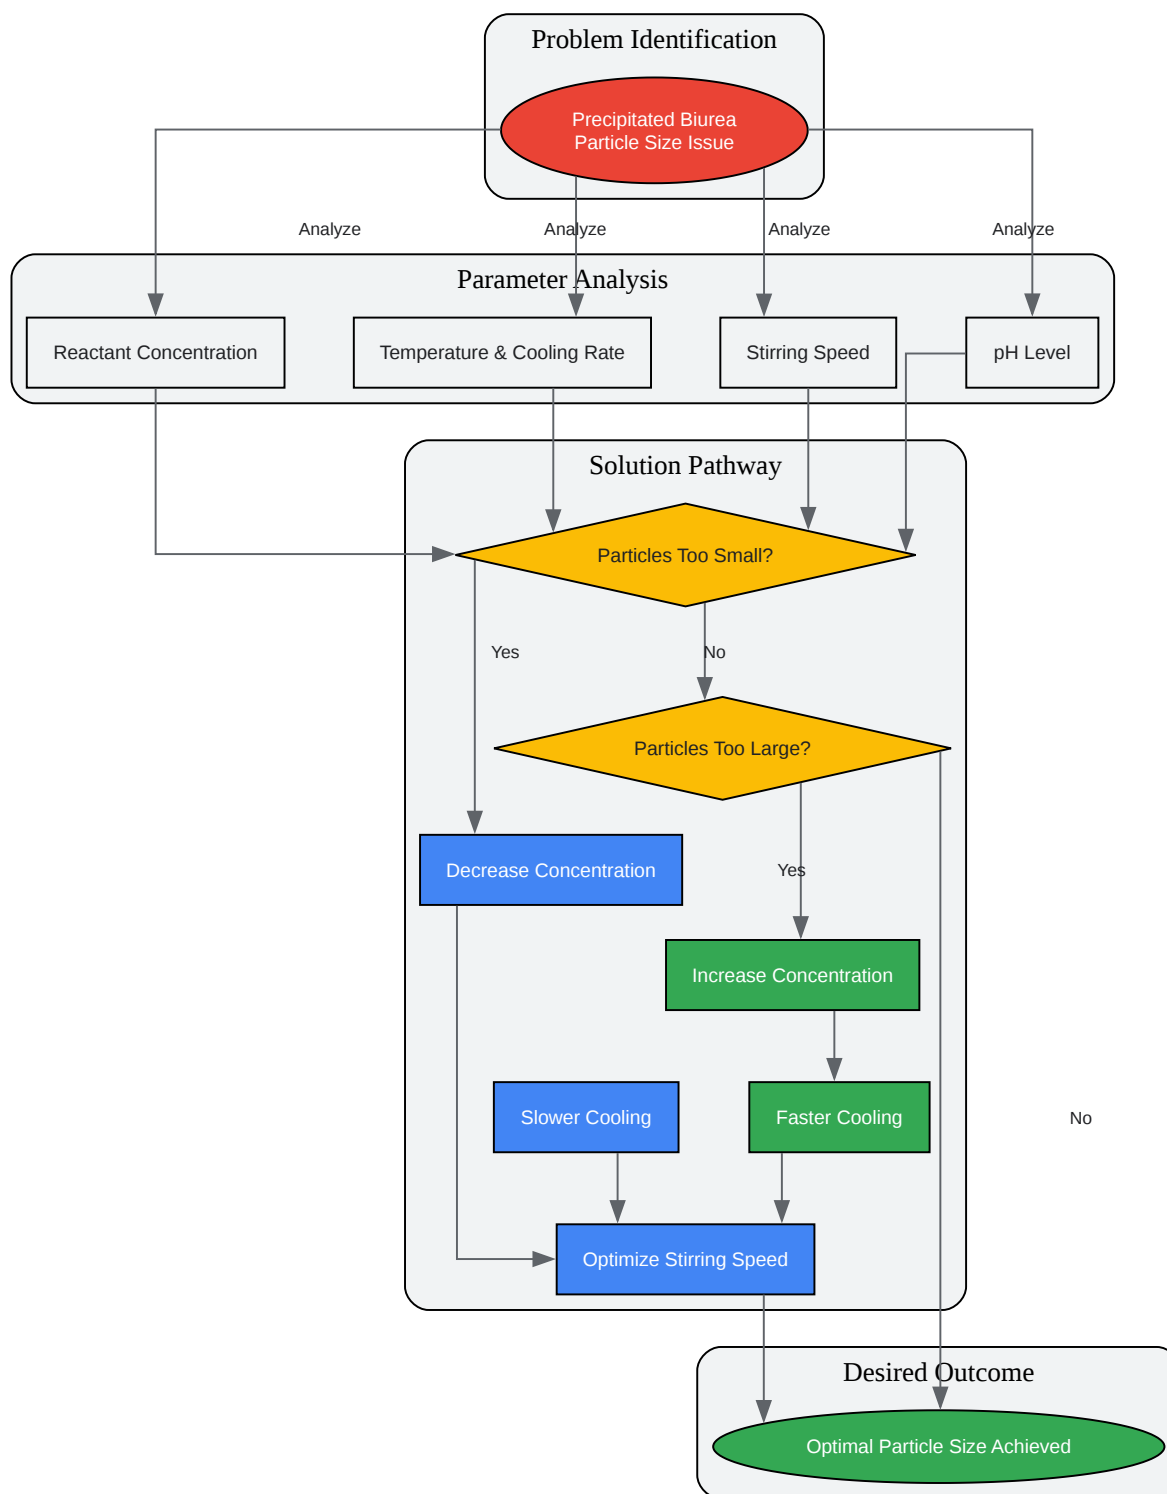 Problem Identification
Precipitated Biurea
Particle Size Issue
Analyze
Analyze
Analyze
Analyze
Parameter Analysis
Reactant Concentration
Temperature & Cooling Rate
Stirring Speed
pH Level
Solution Pathway
Particles Too Small?
Yes
No
Particles Too Large?
Decrease Concentration
Yes
Increase Concentration
Slower Cooling
Faster Cooling
No
Optimize Stirring Speed
Desired Outcome
Optimal Particle Size Achieved